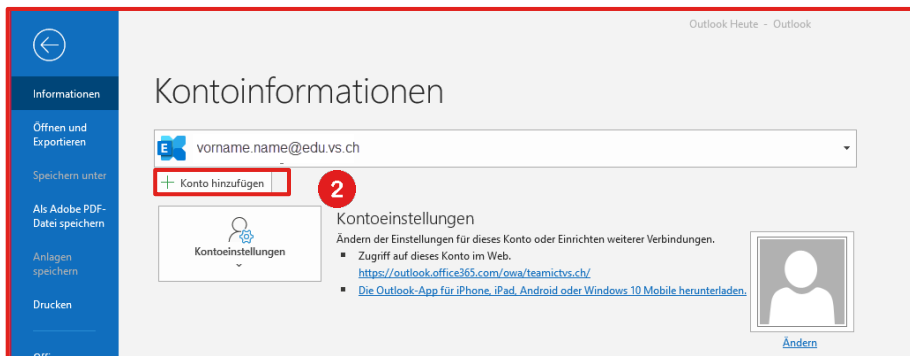 Outlook Heute - Outlook
Informationen
Öffnen und
Exportieren
Speichern unter
Als Adobe PDF-
Datei speichern
Anlagen
speichern
Drucken
Kontoinformationen
E
vorname.name@edu.vs.ch
+ Konto hinzufügen
2
Kontoeinstellungen
Kontoeinstellungen
Ändern der Einstellungen für dieses Konto oder Einrichten weiterer Verbindungen.
■ Zugriff auf dieses Konto im Web.
https://outlook.office365.com/owa/teamictvs.ch/
■ Die Outlook-App für iPhone, iPad, Android oder Windows 10 Mobile herunterladen.
Ändern